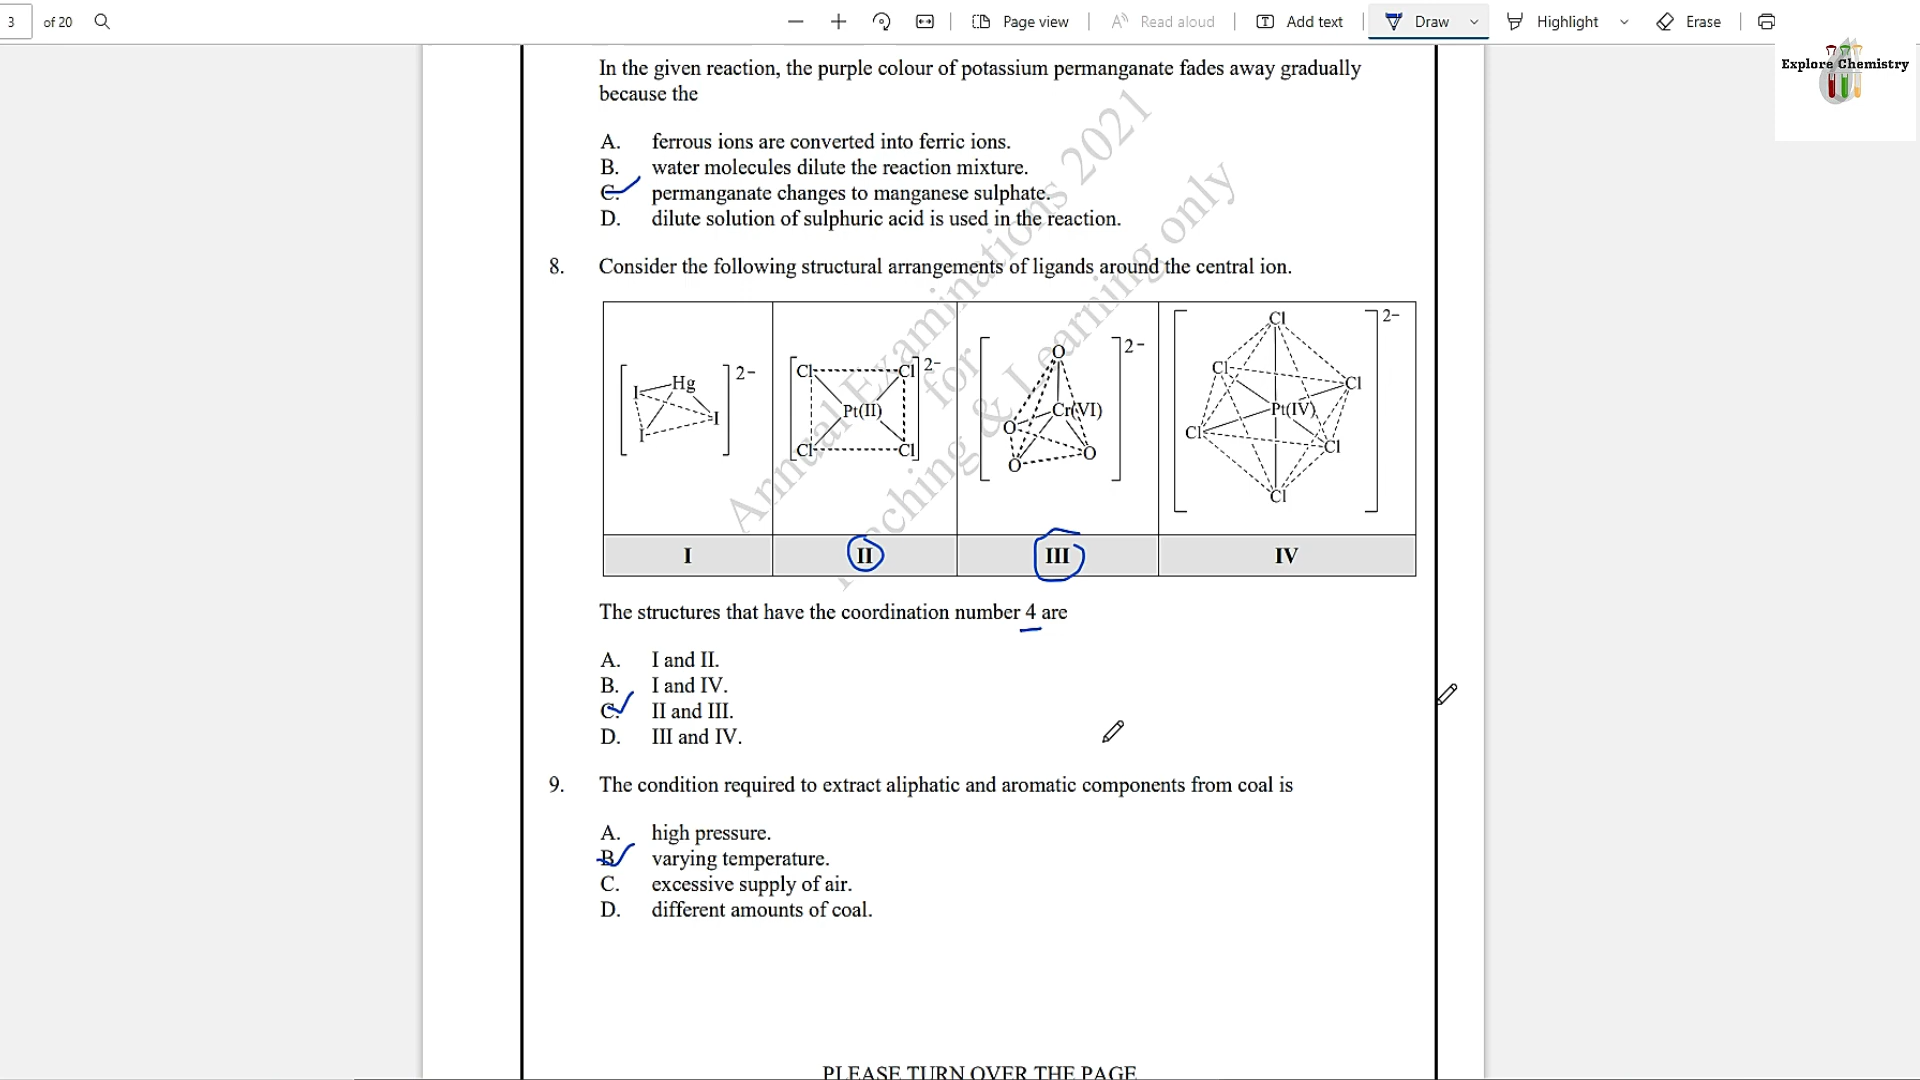 3 of 20 Page view Read aloud Add text Draw Highlight Erase
Explore Chemistry
In the given reaction, the purple colour of potassium permanganate fades away gradually
because the
A. ferrous ions are converted into ferric ions.
B. water molecules dilute the reaction mixture.
C. permanganate changes to manganese sulphate.
D. dilute solution of sulphuric acid is used in the reaction.
8. Consider the following structural arrangements of ligands around the central ion.
I Hg I I 2−
Cl Cl Pt(II) Cl Cl 2−
O Cr(VI) O O O 2−
Cl Cl Cl Pt(IV) Cl Cl Cl 2−
I II III IV
The structures that have the coordination number 4 are
A. I and II.
B. I and IV.
C. II and III.
D. III and IV.
9. The condition required to extract aliphatic and aromatic components from coal is
A. high pressure.
B. varying temperature.
C. excessive supply of air.
D. different amounts of coal.
PLEASE TURN OVER THE PAGE
Annual Examinations 2021
for
Teaching & Learning only